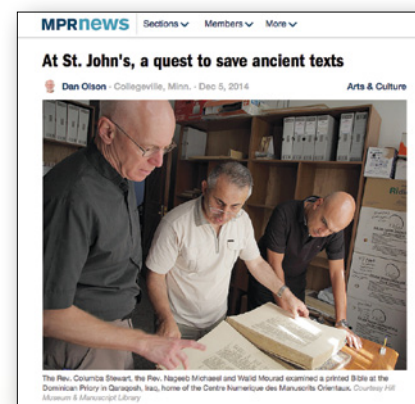 MPRnews Sections Members More
At St. John's, a quest to save ancient texts
Dan Olson · Collegeville, Minn. · Dec 5, 2014 Arts & Culture
The Rev. Columba Stewart, the Rev. Nageeb Michaeel and Walid Mourad examined a printed Bible at the
Dominican Priory in Qaraqosh, Iraq, home of the Centre Numerique des Manuscrits Orientaux. Courtesy Hill
Museum & Manuscript Library